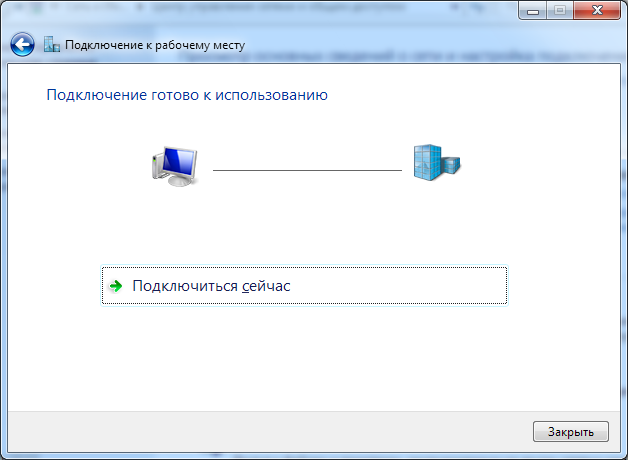 Подключение к рабочему месту
Подключение готово к использованию
Подключиться сейчас
Закрыть